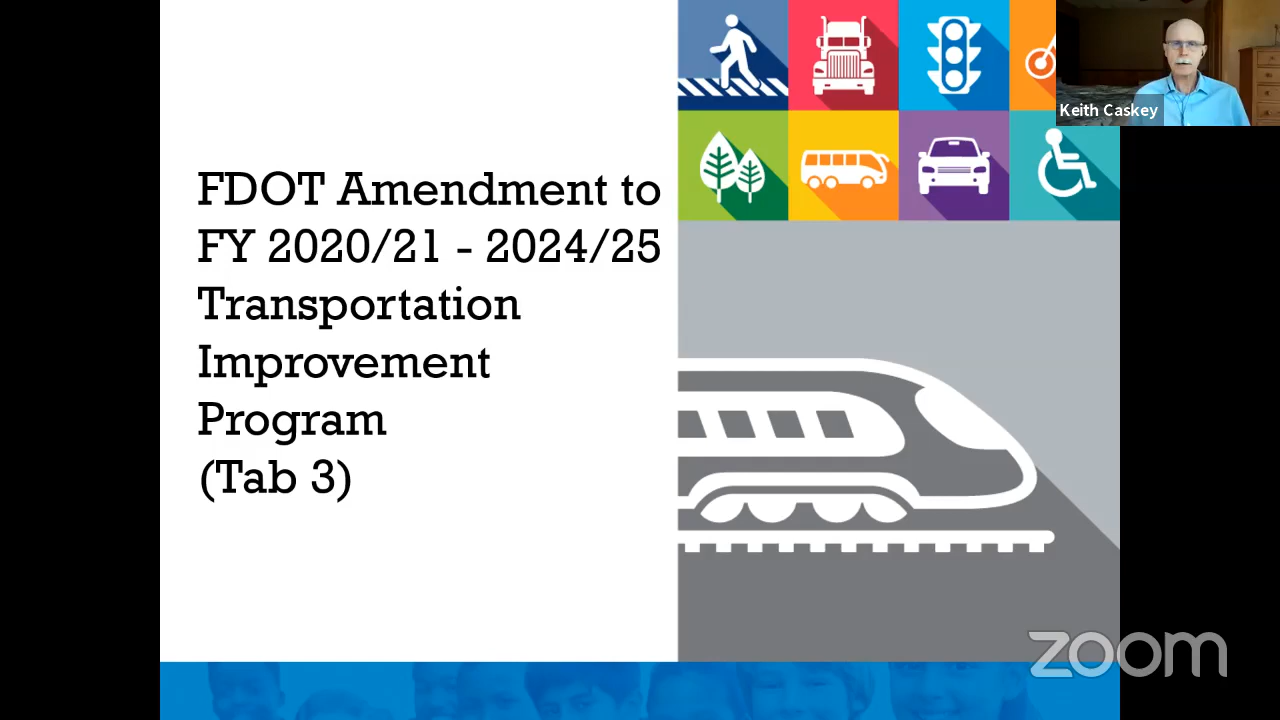 FDOT Amendment to
FY 2020/21 - 2024/25
Transportation
Improvement
Program
(Tab 3)
Keith Caskey
zoom